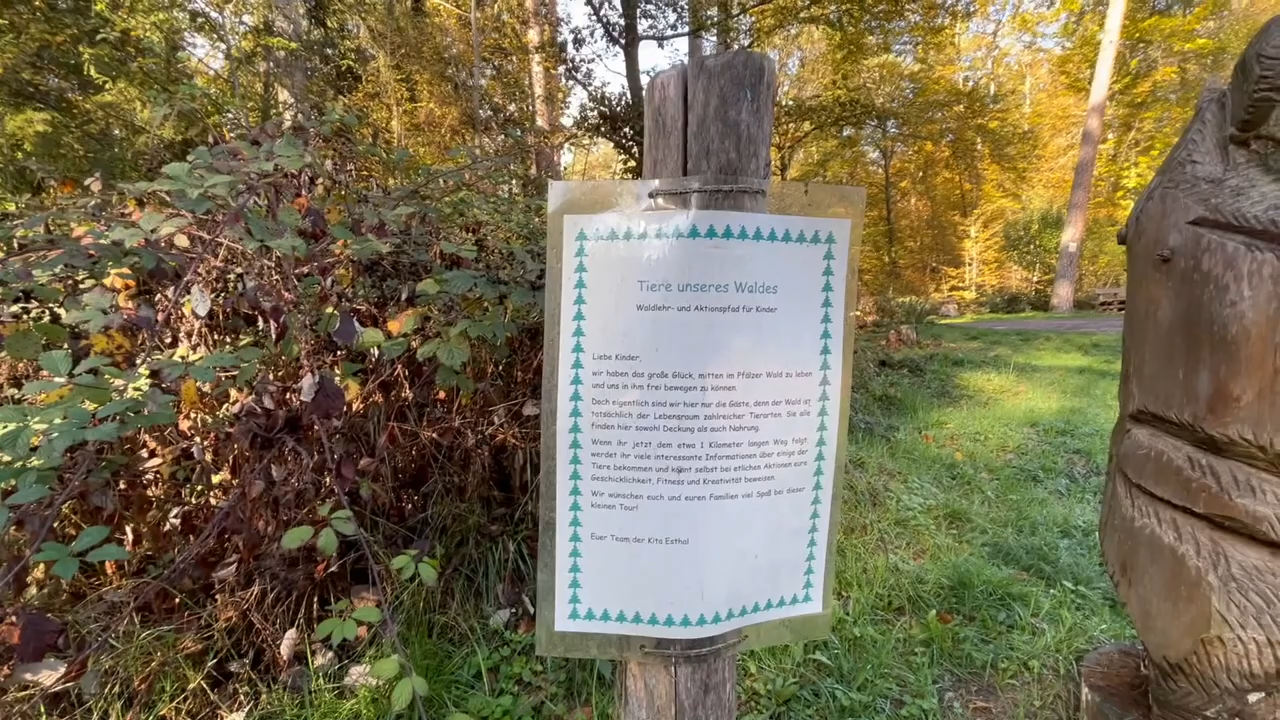 Tiere unseres Waldes
Waldlehr- und Aktionspfad für Kinder
Liebe Kinder,
wir haben das große Glück, mitten im Pfälzer Wald zu leben
und uns in ihm frei bewegen zu können.
Doch eigentlich sind wir hier nur die Gäste, denn der Wald ist
tatsächlich der Lebensraum zahlreicher Tierarten. Sie alle
finden hier sowohl Deckung als auch Nahrung.
Wenn ihr jetzt dem etwa 1 Kilometer langen Weg folgt,
werdet ihr viele interessante Informationen über einige der
Tiere bekommen und könnt selbst bei etlichen Aktionen eure
Geschicklichkeit, Fitness und Kreativität beweisen.
Wir wünschen euch und euren Familien viel Spaß bei dieser
kleinen Tour!
Euer Team der Kita Esthal